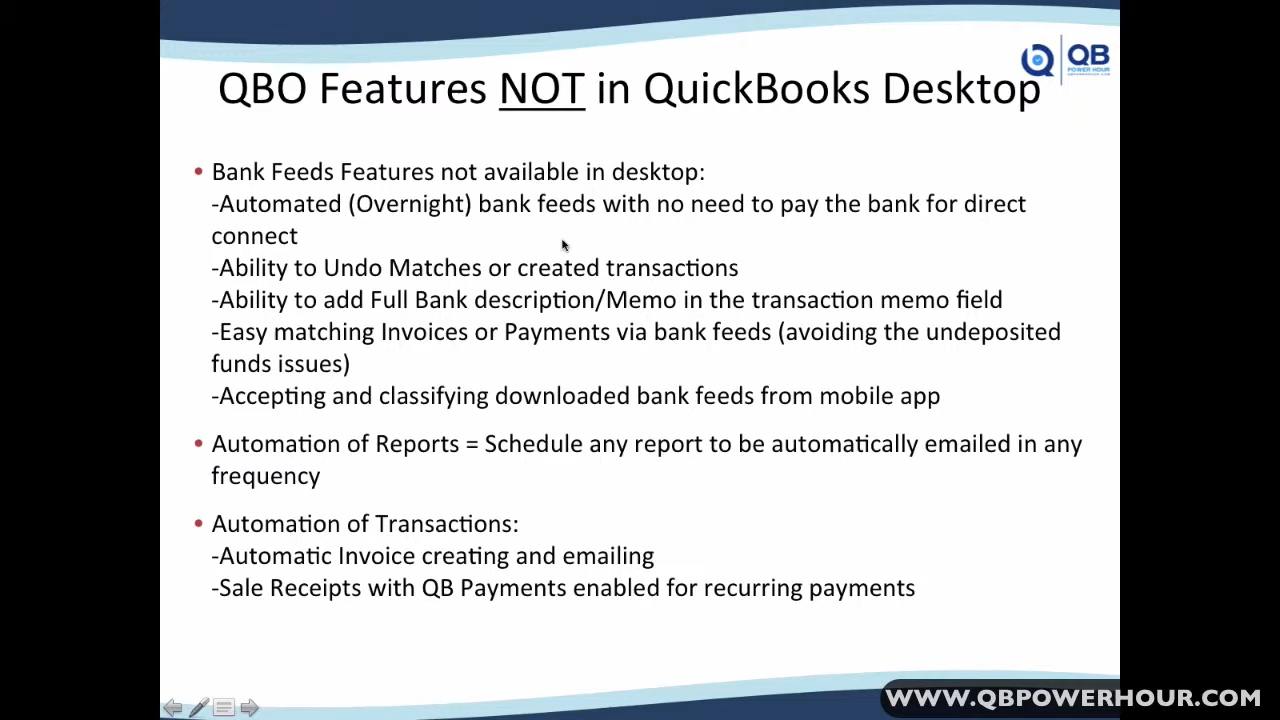 QB
POWER HOUR
QBO Features NOT in QuickBooks Desktop
• Bank Feeds Features not available in desktop:
-Automated (Overnight) bank feeds with no need to pay the bank for direct
connect
-Ability to Undo Matches or created transactions
-Ability to add Full Bank description/Memo in the transaction memo field
-Easy matching Invoices or Payments via bank feeds (avoiding the undeposited
funds issues)
-Accepting and classifying downloaded bank feeds from mobile app
• Automation of Reports = Schedule any report to be automatically emailed in any
frequency
• Automation of Transactions:
-Automatic Invoice creating and emailing
-Sale Receipts with QB Payments enabled for recurring payments
WWW.QBPOWERHOUR.COM